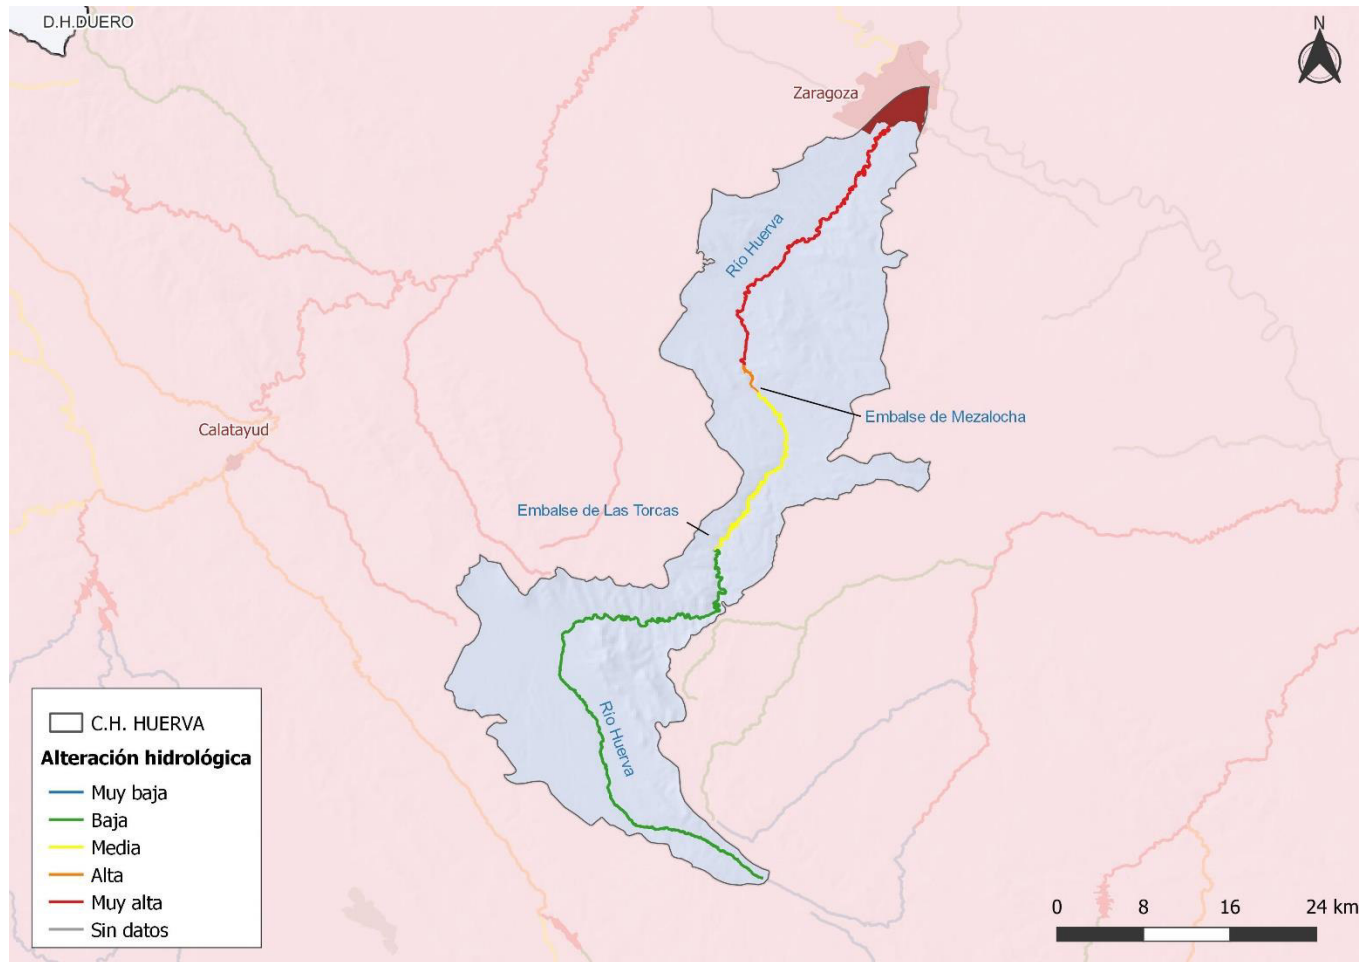 D.H.DUERO
N
Zaragoza
Río Huerva
Embalse de Mezalocha
Calatayud
Embalse de Las Torcas
Río Huerva
C.H. HUERVA
Alteración hidrológica
Muy baja
Baja
Media
Alta
Muy alta
Sin datos
0 8 16 24 km